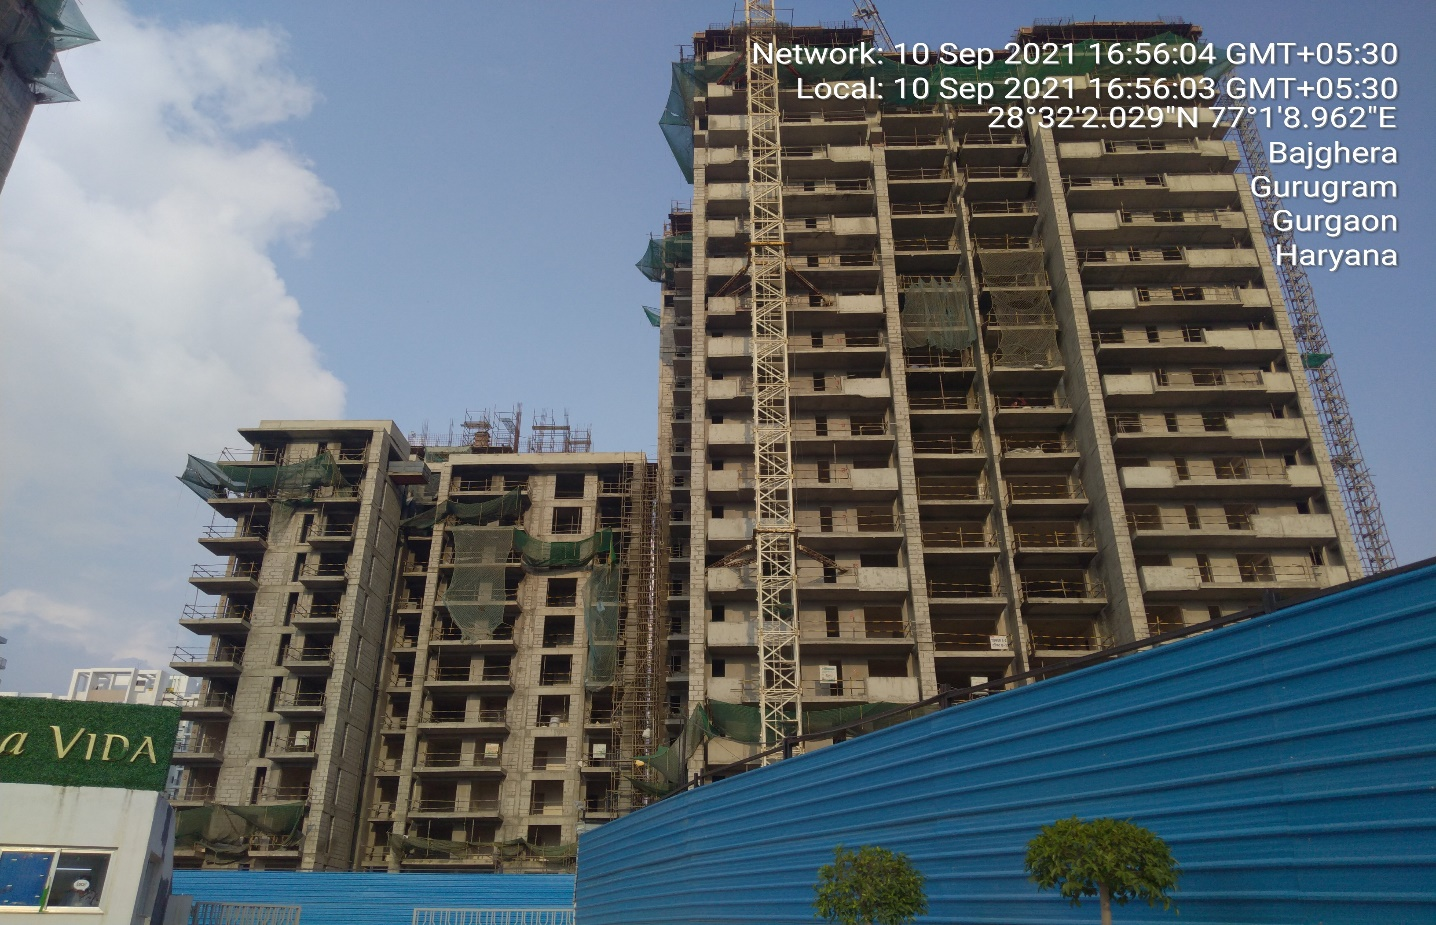 Network: 10 Sep 2021 16:56:04 GMT+05:30
Local: 10 Sep 2021 16:56:03 GMT+05:30
28°32'2.029"N 77°1'8.962"E
Bajghera
Gurugram
Gurgaon
Haryana
a VIDA